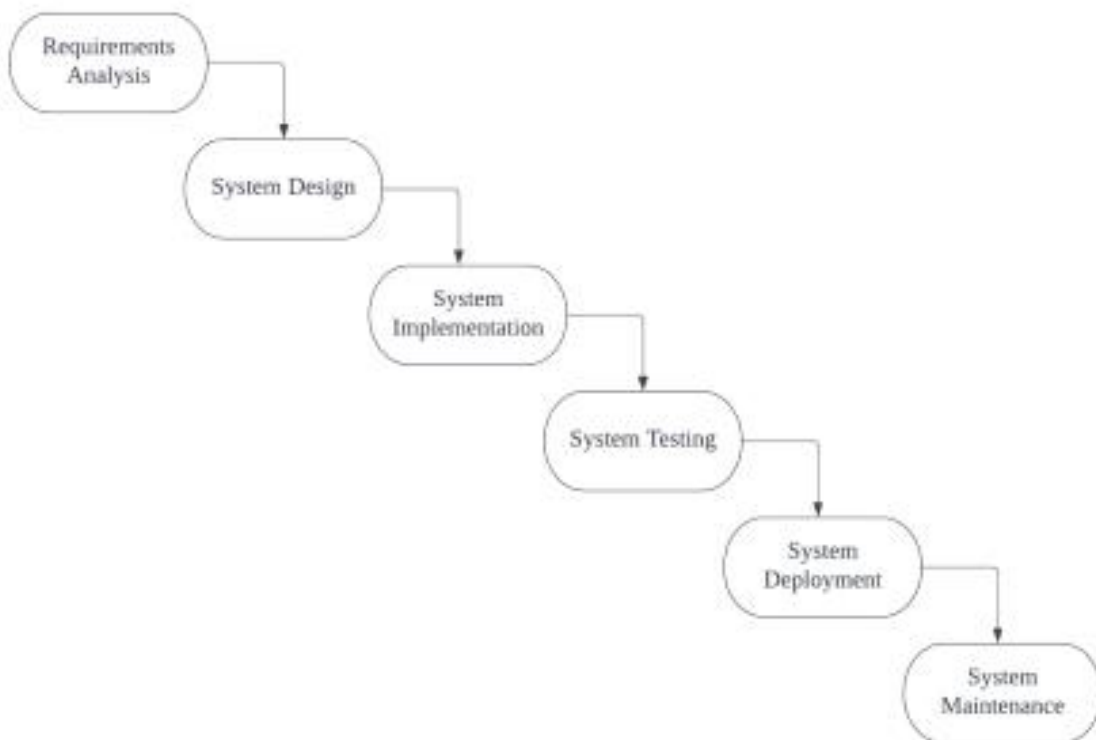 Requirements
Analysis
System Design
System
Implementation
System Testing
System
Deployment
System
Maintenance